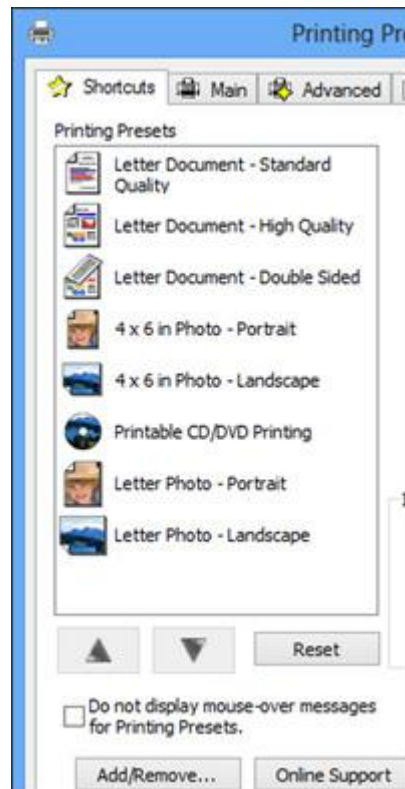 Printing Pre
Shortcuts
Main
Advanced
Printing Presets
Letter Document - Standard
Quality
Letter Document - High Quality
Letter Document - Double Sided
4 x 6 in Photo - Portrait
4 x 6 in Photo - Landscape
Printable CD/DVD Printing
Letter Photo - Portrait
Letter Photo - Landscape
Reset
Do not display mouse-over messages
for Printing Presets.
Add/Remove...
Online Support